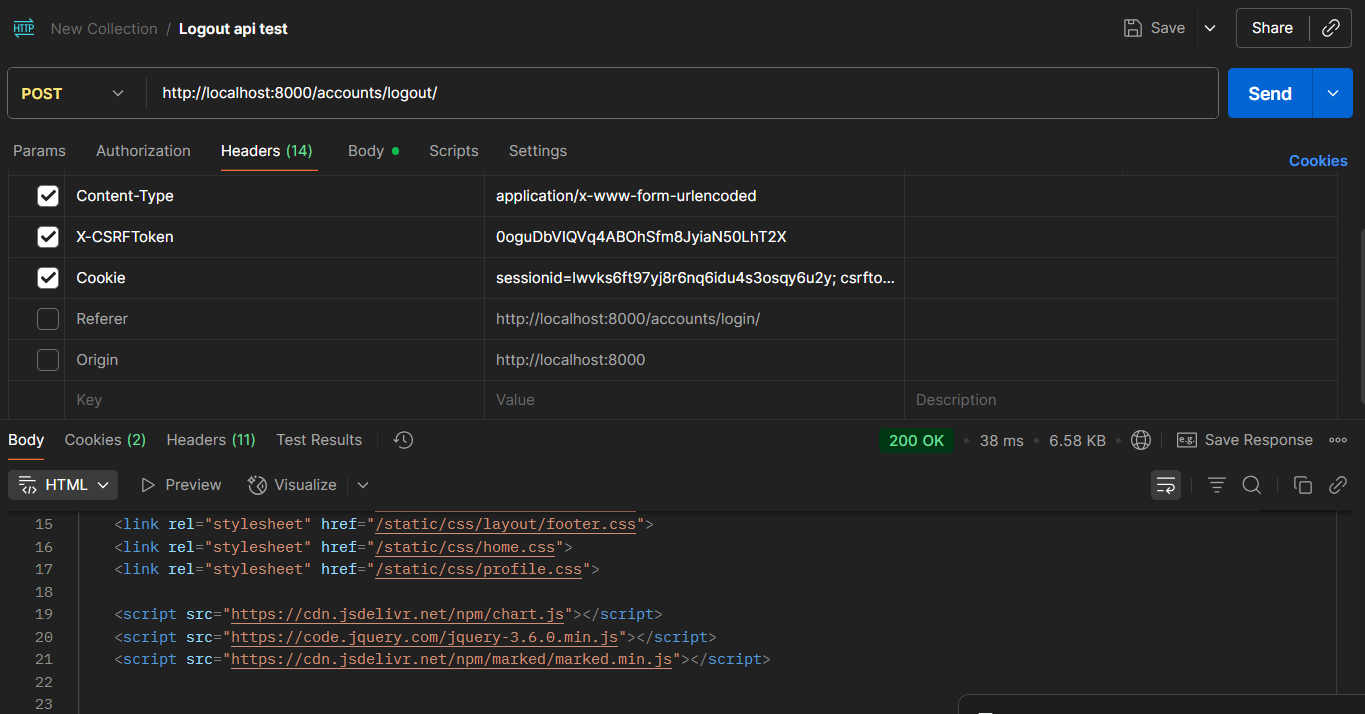 HTTP New Collection / Logout api test Save Share
POST http://localhost:8000/accounts/logout/ Send
Params Authorization Headers (14) Body Scripts Settings Cookies
Content-Type application/x-www-form-urlencoded
X-CSRFToken 0oguDbVIQVq4ABOhSfm8JyiaN50LhT2X
Cookie sessionid=lwvks6ft97yj8r6nq6idu4s3osqy6u2y; csrfto...
Referer http://localhost:8000/accounts/login/
Origin http://localhost:8000
Key Value Description
Body Cookies (2) Headers (11) Test Results 200 OK • 38 ms • 6.58 KB • e.g. Save Response
HTML Preview Visualize
15 <link rel="stylesheet" href="/static/css/layout/footer.css">
16 <link rel="stylesheet" href="/static/css/home.css">
17 <link rel="stylesheet" href="/static/css/profile.css">
18
19 <script src="https://cdn.jsdelivr.net/npm/chart.js"></script>
20 <script src="https://code.jquery.com/jquery-3.6.0.min.js"></script>
21 <script src="https://cdn.jsdelivr.net/npm/marked/marked.min.js"></script>
22
23